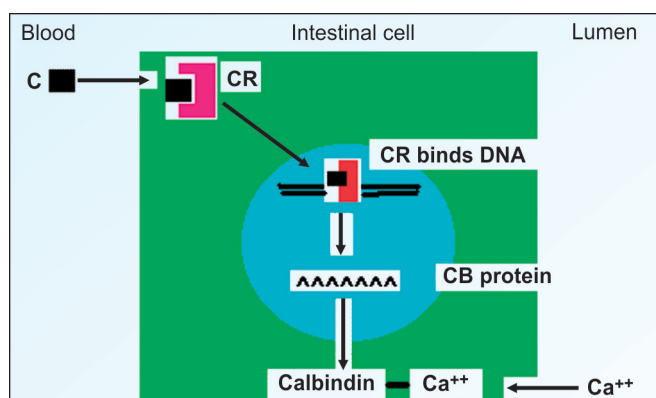 Blood Intestinal cell Lumen
C
CR
CR binds DNA
CB protein
Calbindin Ca++ Ca++